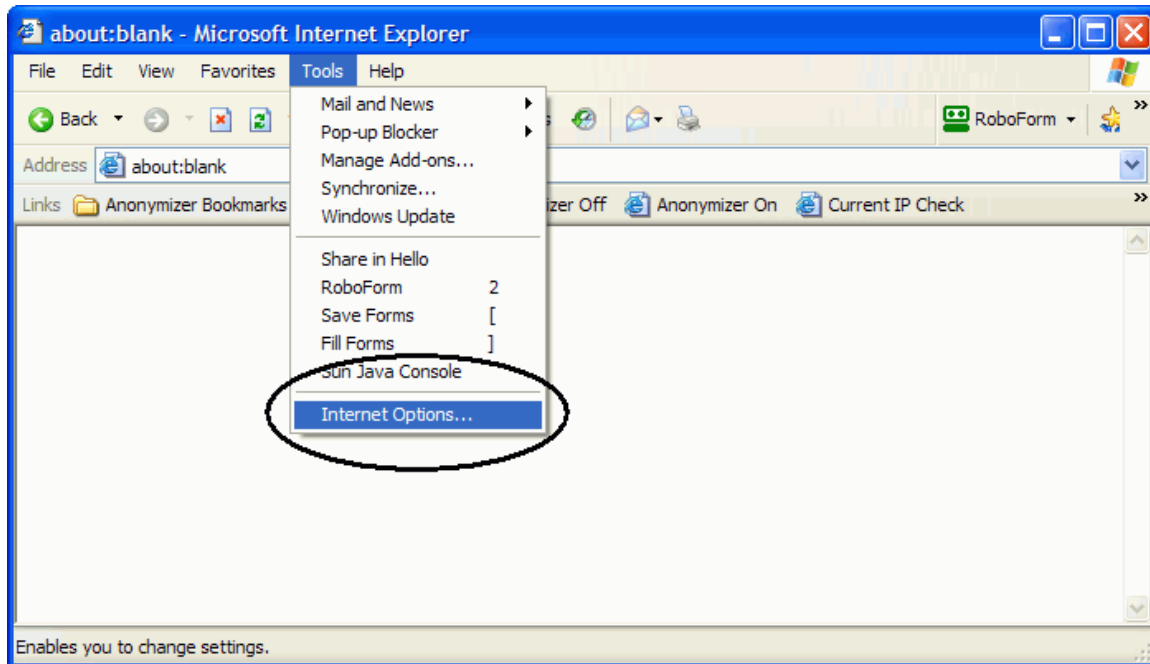 about:blank - Microsoft Internet Explorer
File Edit View Favorites Tools Help
Back RoboForm »
Address about:blank
Links Anonymizer Bookmarks Anonymizer On Current IP Check »
Mail and News
Pop-up Blocker
Manage Add-ons...
Synchronize...
Windows Update
Share in Hello
RoboForm 2
Save Forms [
Fill Forms ]
Sun Java Console
Internet Options...
Enables you to change settings.